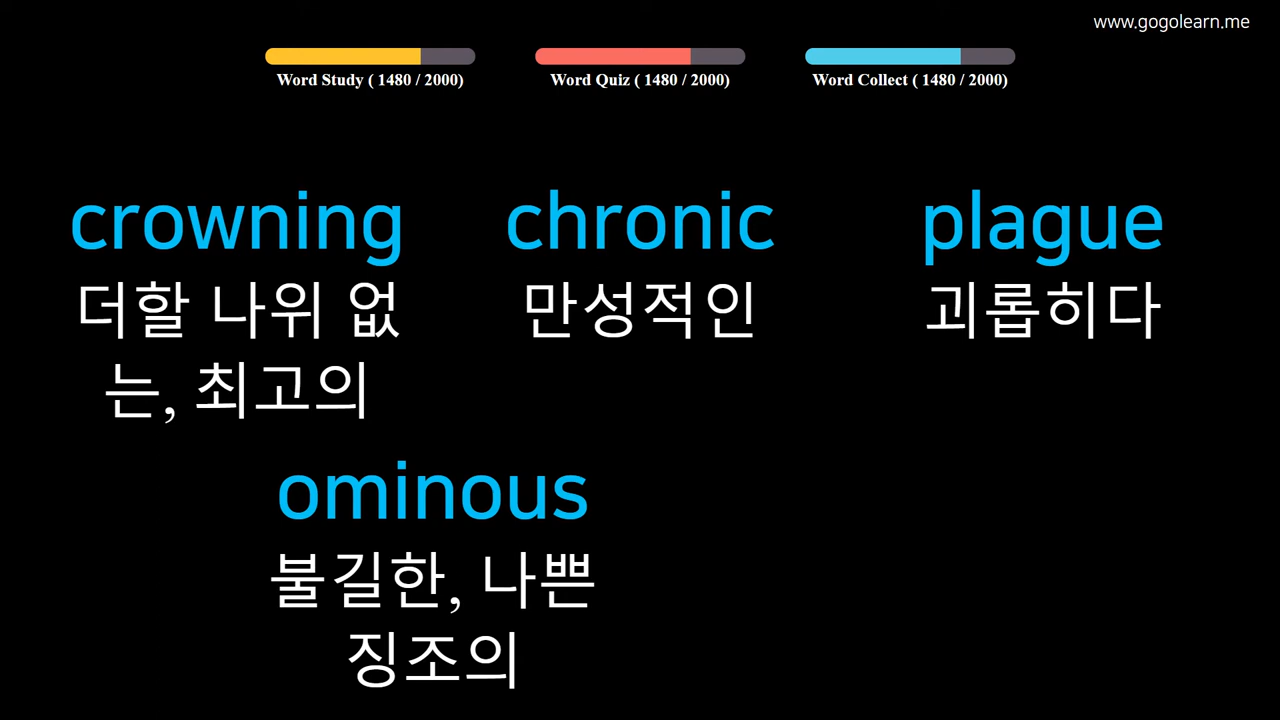 www.gogolearn.me
Word Study ( 1480 / 2000)
Word Quiz ( 1480 / 2000)
Word Collect ( 1480 / 2000)
crowning
더할 나위 없
는, 최고의
chronic
만성적인
plague
괴롭히다
ominous
불길한, 나쁜
징조의